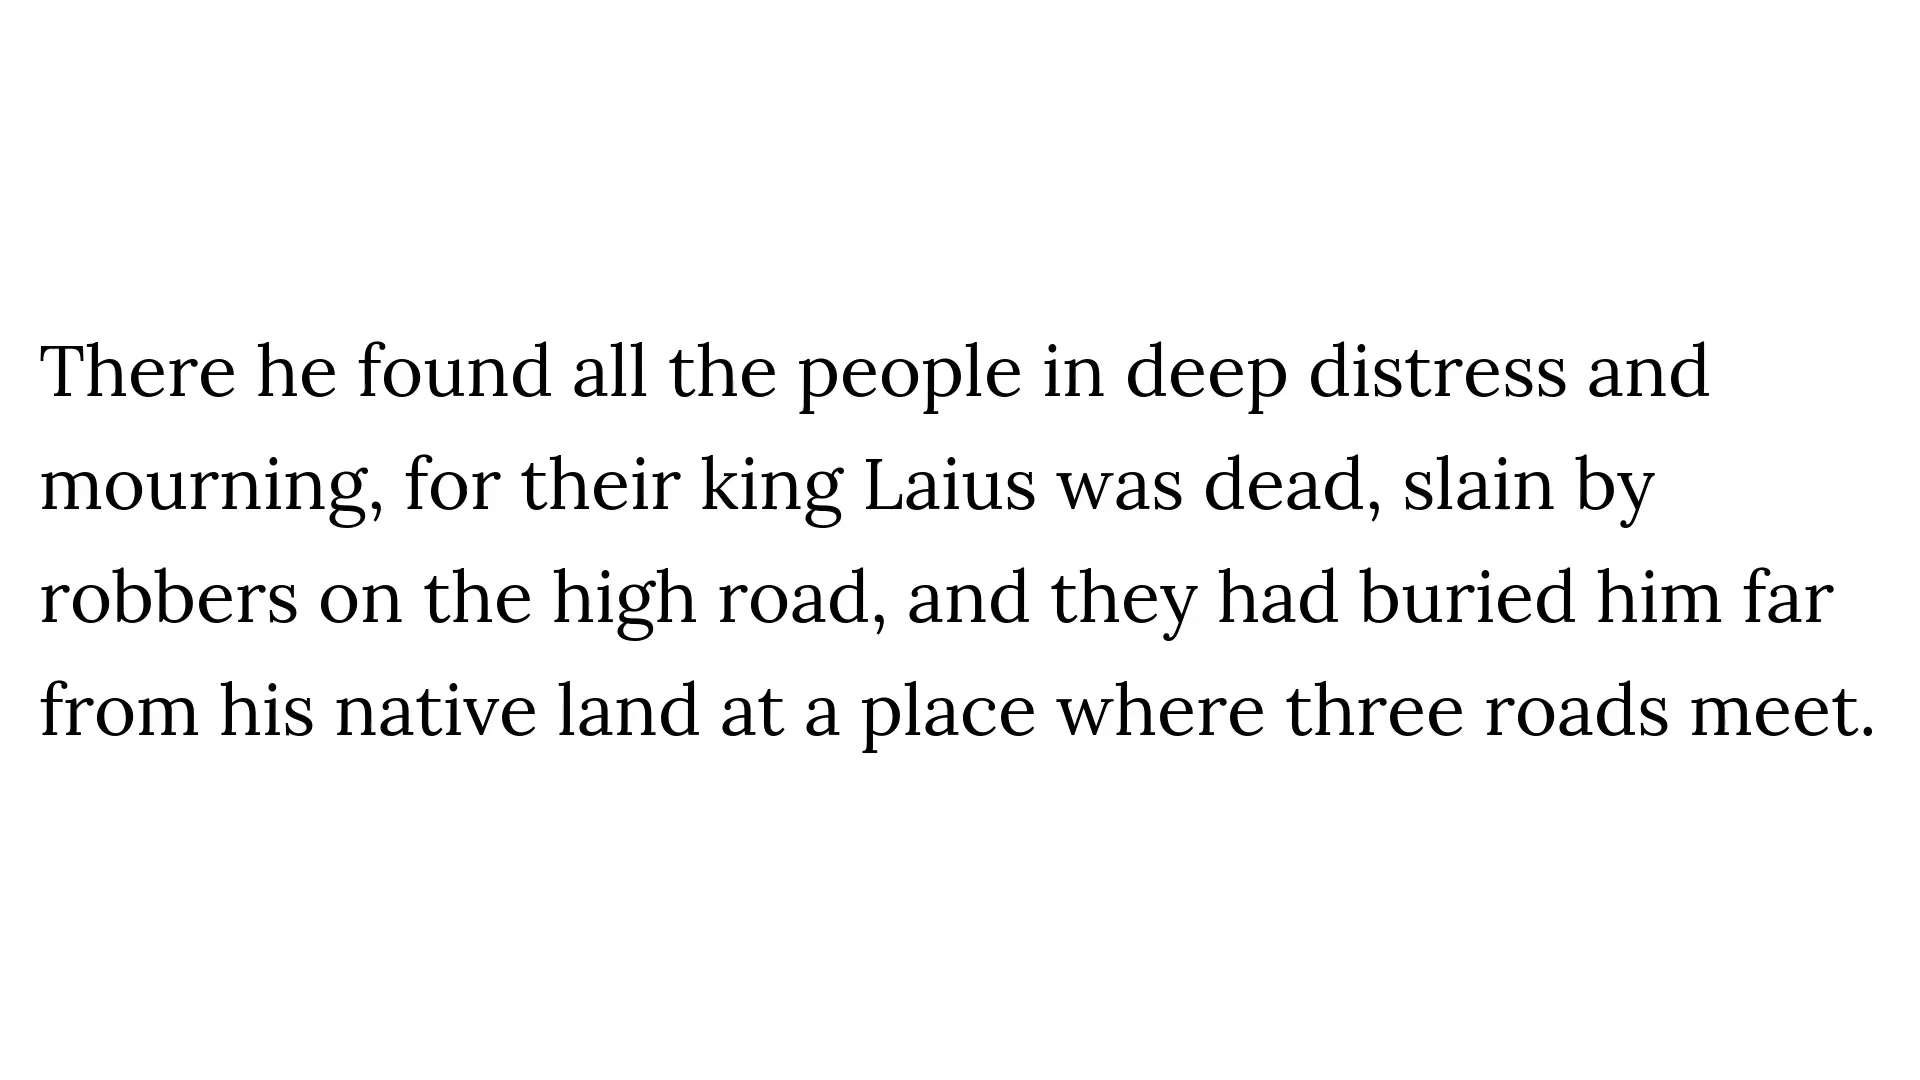 There he found all the people in deep distress and
mourning, for their king Laius was dead, slain by
robbers on the high road, and they had buried him far
from his native land at a place where three roads meet.